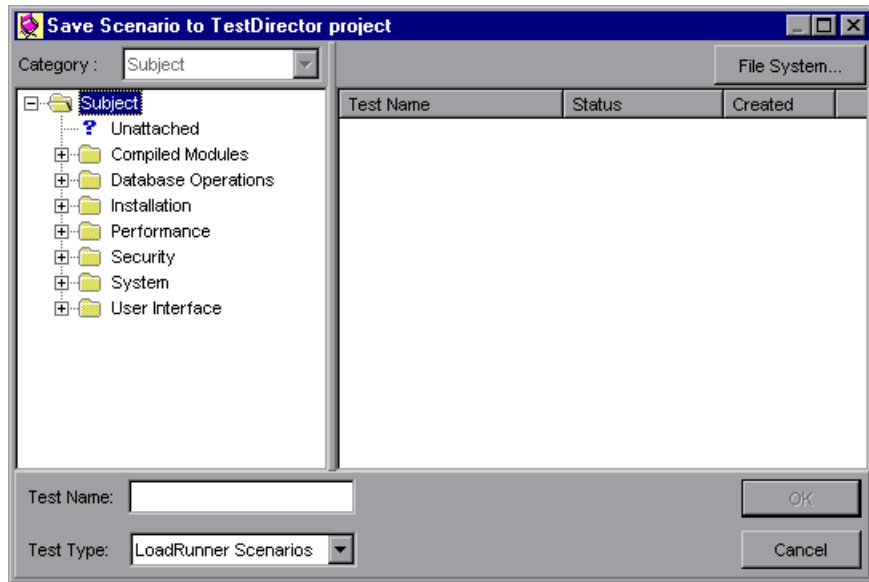 Save Scenario to TestDirector project
Category : Subject File System...
Subject
? Unattached
Compiled Modules
Database Operations
Installation
Performance
Security
System
User Interface
Test Name Status Created
Test Name: OK
Test Type: LoadRunner Scenarios Cancel